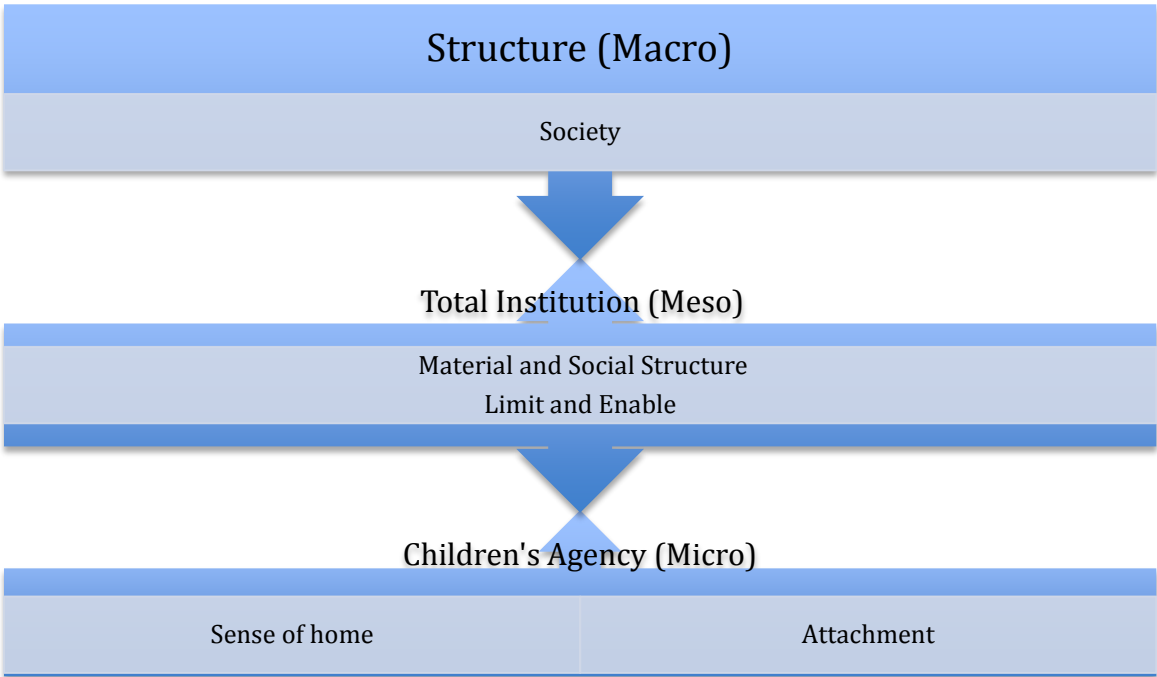 Structure (Macro)
Society
Total Institution (Meso)
Material and Social Structure
Limit and Enable
Children's Agency (Micro)
Sense of home
Attachment